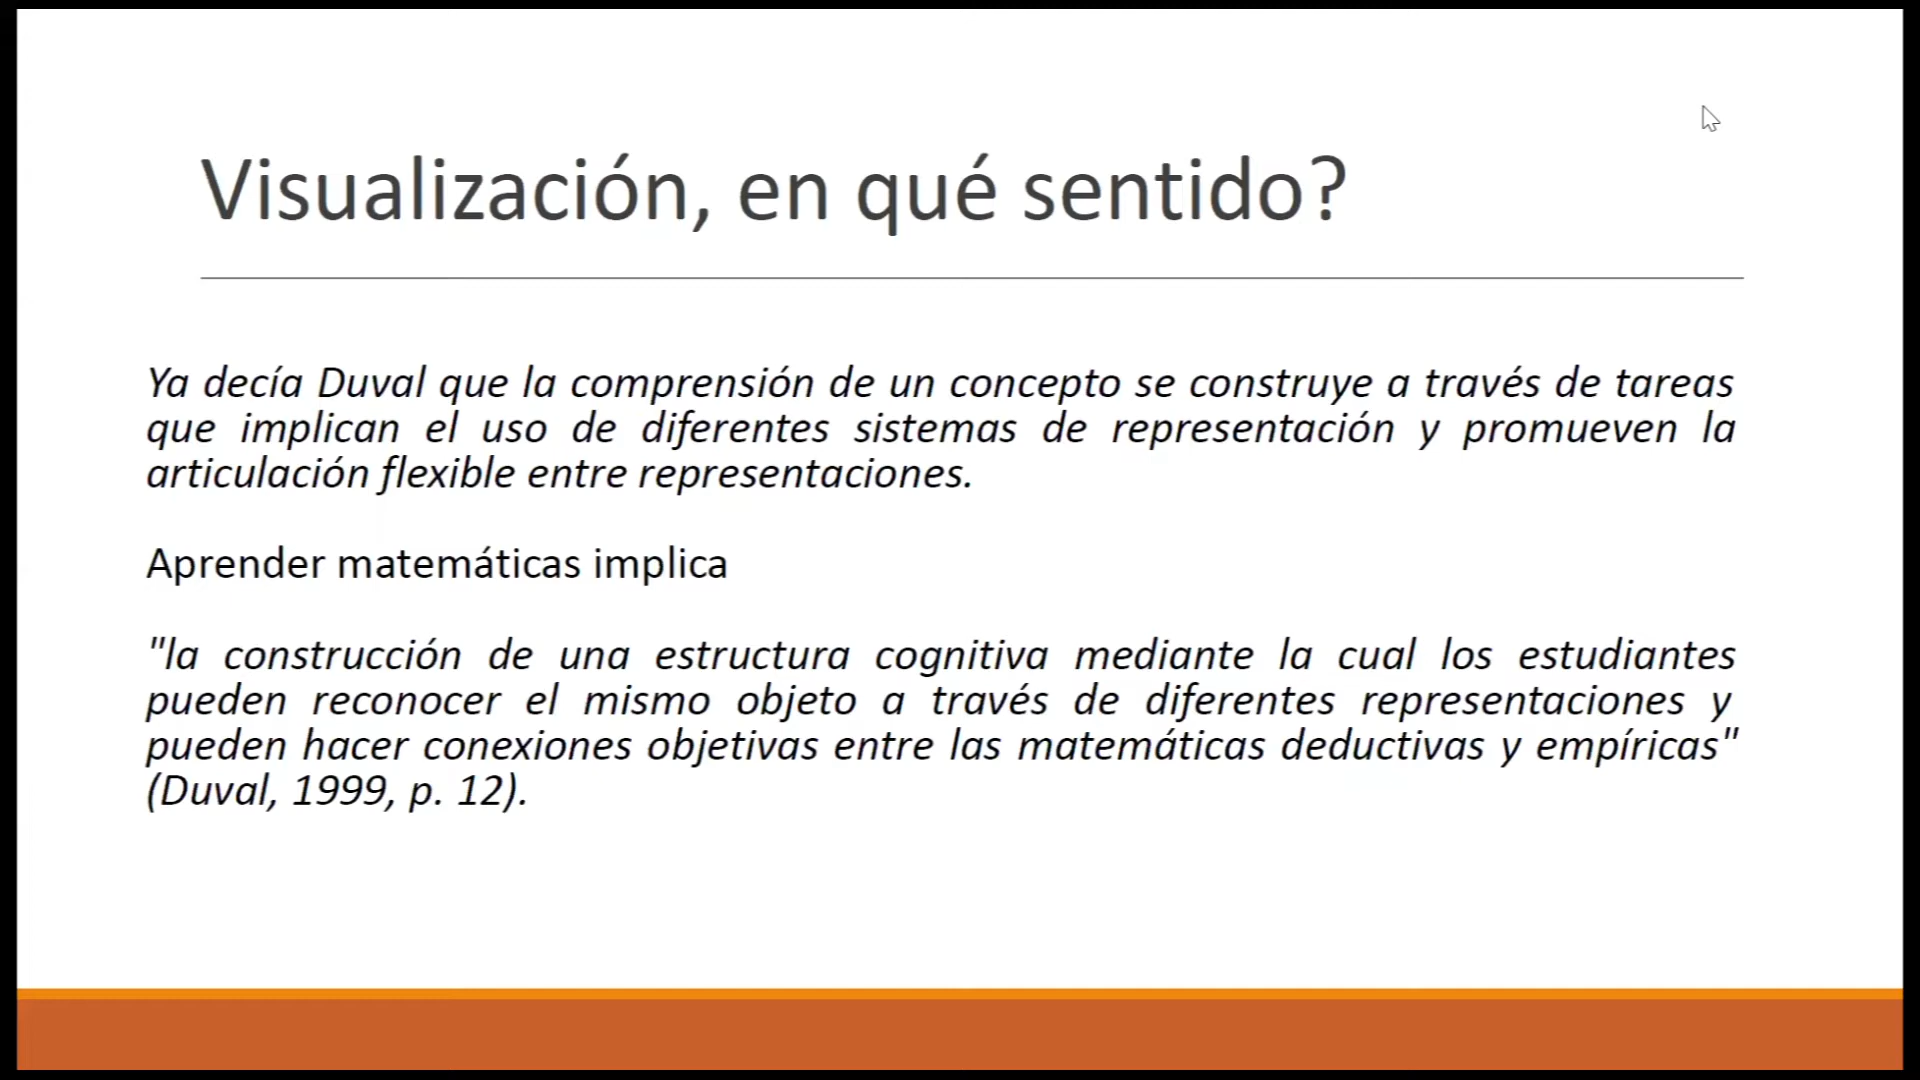 Visualización, en qué sentido?
Ya decía Duval que la comprensión de un concepto se construye a través de tareas
que implican el uso de diferentes sistemas de representación y promueven la
articulación flexible entre representaciones.
Aprender matemáticas implica
"la construcción de una estructura cognitiva mediante la cual los estudiantes
pueden reconocer el mismo objeto a través de diferentes representaciones y
pueden hacer conexiones objetivas entre las matemáticas deductivas y empíricas"
(Duval, 1999, p. 12).